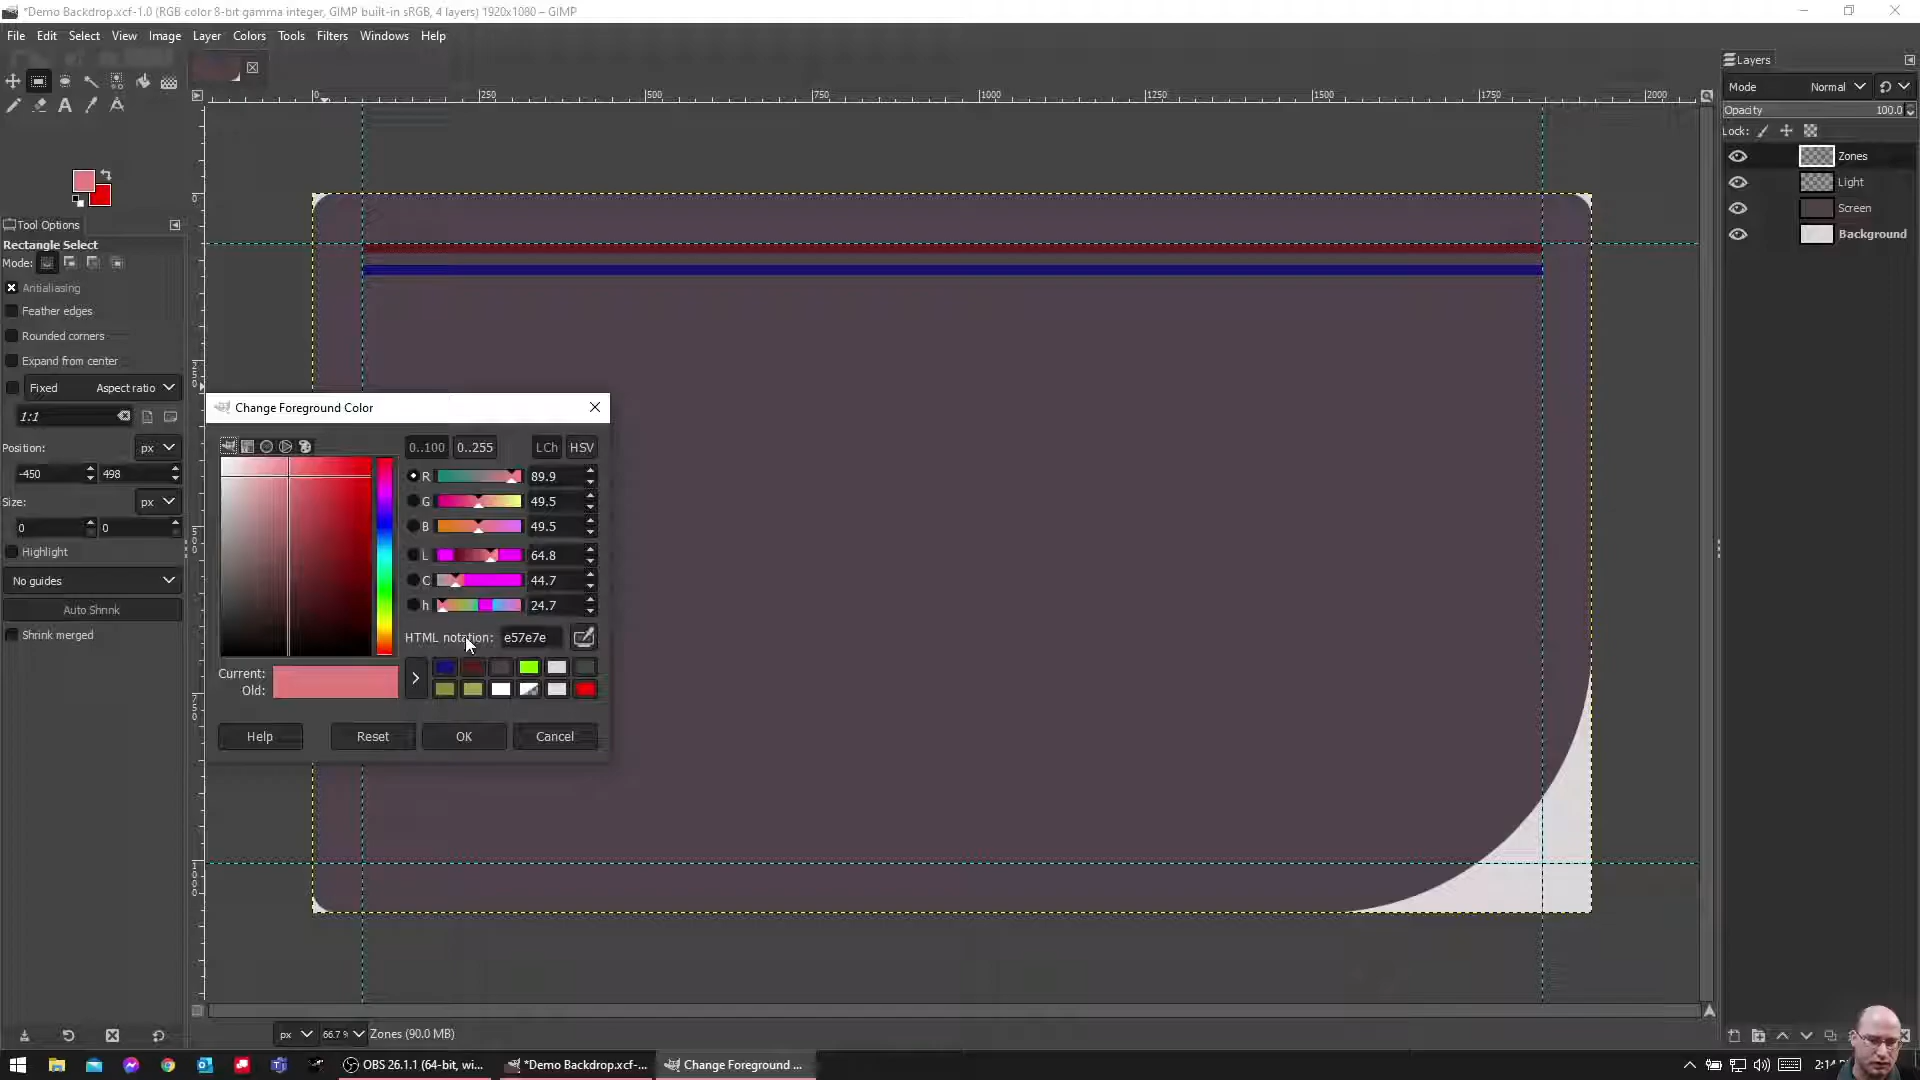 *Demo Backdrop.xcf-1.0 (RGB color 8-bit gamma integer, GIMP built-in sRGB, 4 layers) 1920x1080 – GIMP
File Edit Select View Image Layer Colors Tools Filters Windows Help
Layers
Mode Normal
Opacity 100.0
Lock:
Zones
Light
Screen
Background
0 250 500 750 1000 1250 1500 1750 2000
Tool Options
Rectangle Select
Mode:
Antialiasing
Feather edges
Rounded corners
Expand from center
Fixed Aspect ratio
1:1
Position: px
-450 498
Size: px
0 0
Highlight
No guides
Auto Shrink
Shrink merged
Change Foreground Color
0..100 0..255 LCh HSV
R 89.9
G 49.5
B 49.5
L 64.8
C 44.7
h 24.7
HTML notation: e57e7e
Current:
Old:
Help Reset OK Cancel
px 66.7 % Zones (90.0 MB)
OBS 26.1.1 (64-bit, wi...
*Demo Backdrop.xcf-...
Change Foreground ...